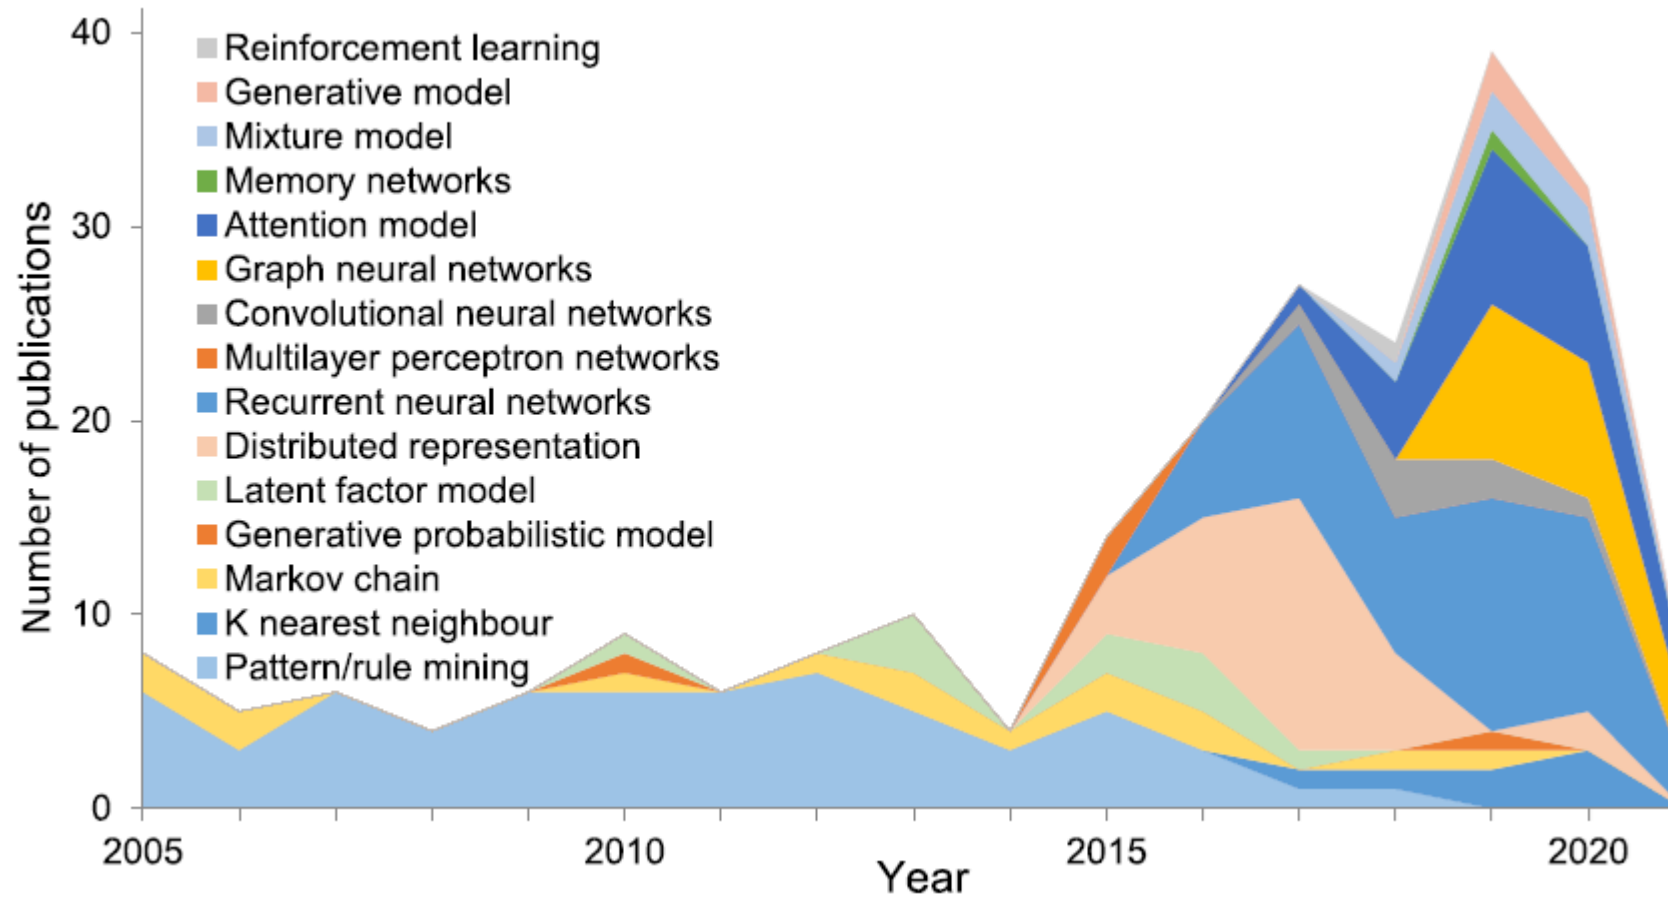 40
Reinforcement learning
Generative model
Mixture model
Memory networks
30
Attention model
Graph neural networks
Convolutional neural networks
Multilayer perceptron networks
20
Recurrent neural networks
Distributed representation
Latent factor model
Generative probabilistic model
10
Markov chain
K nearest neighbour
Pattern/rule mining
0
Number of publications
2005
2010
2015
2020
Year